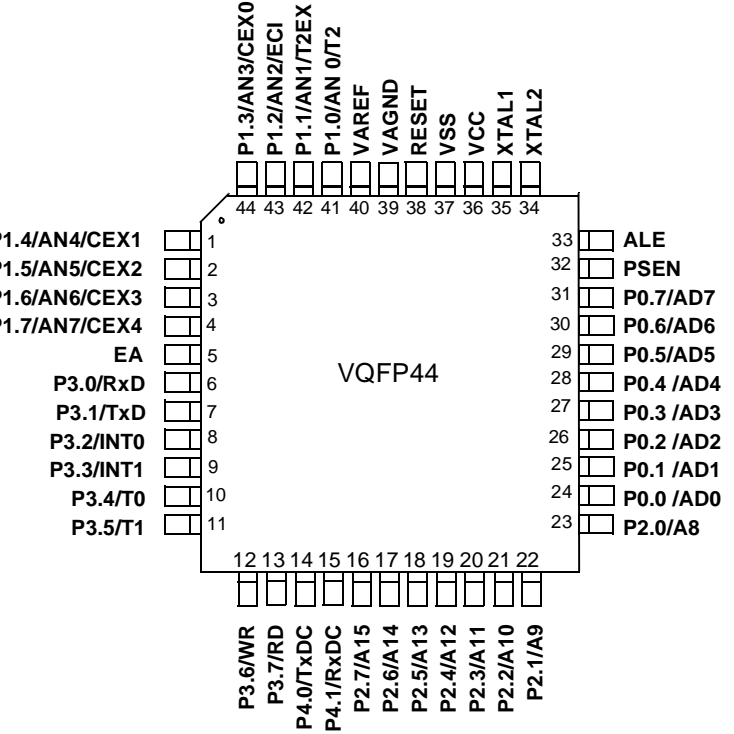 P1.3/AN3/CEX0
P1.2/AN2/ECI
P1.1/AN1/T2EX
P1.0/AN 0/T2
VAREF
VAGND
RESET
VSS
VCC
XTAL1
XTAL2
44 43 42 41 40 39 38 37 36 35 34
P1.4/AN4/CEX1 1
P1.5/AN5/CEX2 2
P1.6/AN6/CEX3 3
P1.7/AN7/CEX4 4
EA 5
P3.0/RxD 6
P3.1/TxD 7
P3.2/INT0 8
P3.3/INT1 9
P3.4/T0 10
P3.5/T1 11
VQFP44
33 ALE
32 PSEN
31 P0.7/AD7
30 P0.6/AD6
29 P0.5/AD5
28 P0.4 /AD4
27 P0.3 /AD3
26 P0.2 /AD2
25 P0.1 /AD1
24 P0.0 /AD0
23 P2.0/A8
12 13 14 15 16 17 18 19 20 21 22
P3.6/WR
P3.7/RD
P4.0/TxDC
P4.1/RxDC
P2.7/A15
P2.6/A14
P2.5/A13
P2.4/A12
P2.3/A11
P2.2/A10
P2.1/A9